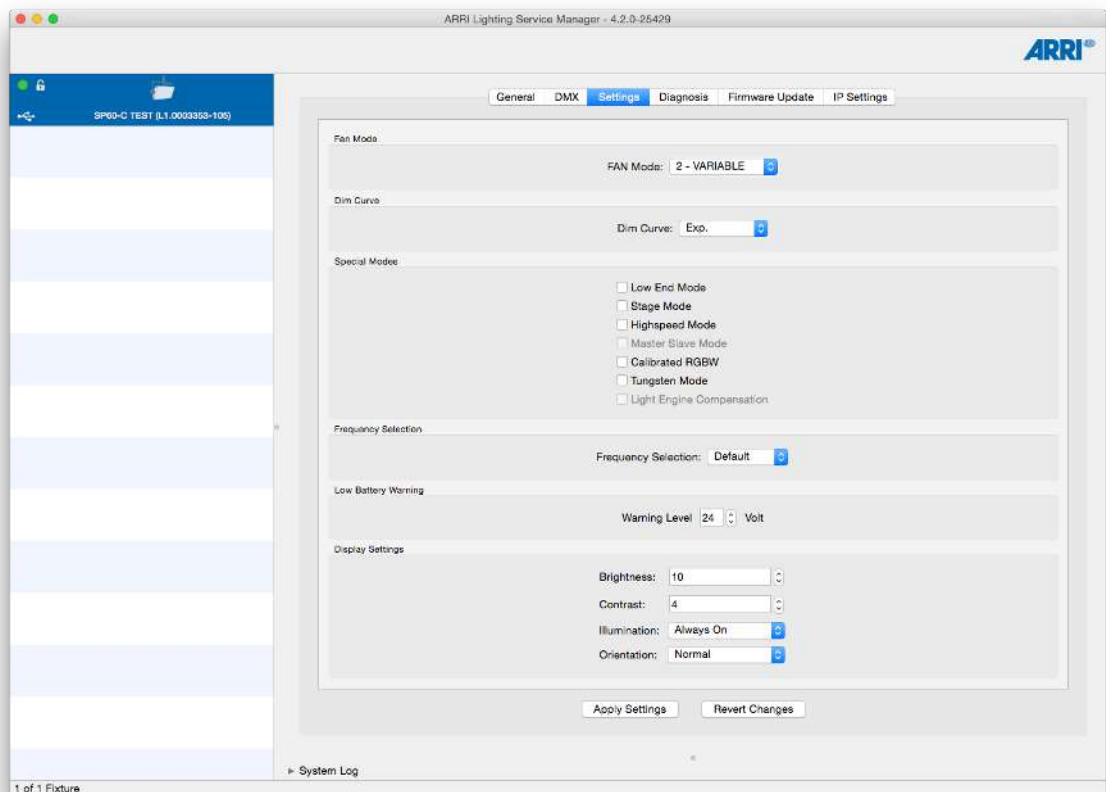 ARRI Lighting Service Manager - 4.2.0-25429
ARRI
SP60-C TEST (L1.0003353-105)
General DMX Settings Diagnosis Firmware Update IP Settings
Fan Mode
FAN Mode: 2 - VARIABLE
Dim Curve
Dim Curve: Exp.
Special Modes
Low End Mode
Stage Mode
Highspeed Mode
Master Slave Mode
Calibrated RGBW
Tungsten Mode
Light Engine Compensation
Frequency Selection
Frequency Selection: Default
Low Battery Warning
Warning Level 24 Volt
Display Settings
Brightness: 10
Contrast: 4
Illumination: Always On
Orientation: Normal
Apply Settings Revert Changes
System Log
1 of 1 Fixture